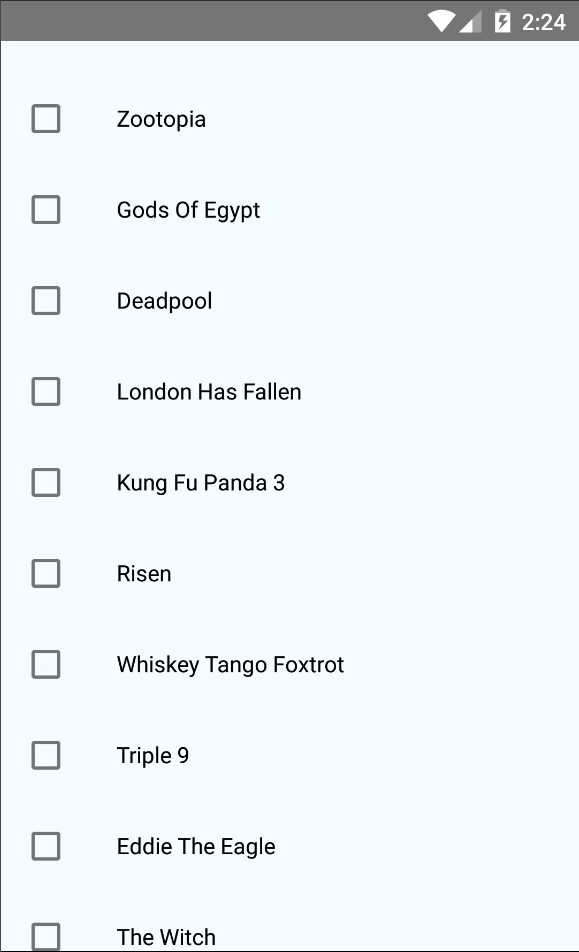 2:24
Zootopia
Gods Of Egypt
Deadpool
London Has Fallen
Kung Fu Panda 3
Risen
Whiskey Tango Foxtrot
Triple 9
Eddie The Eagle
The Witch